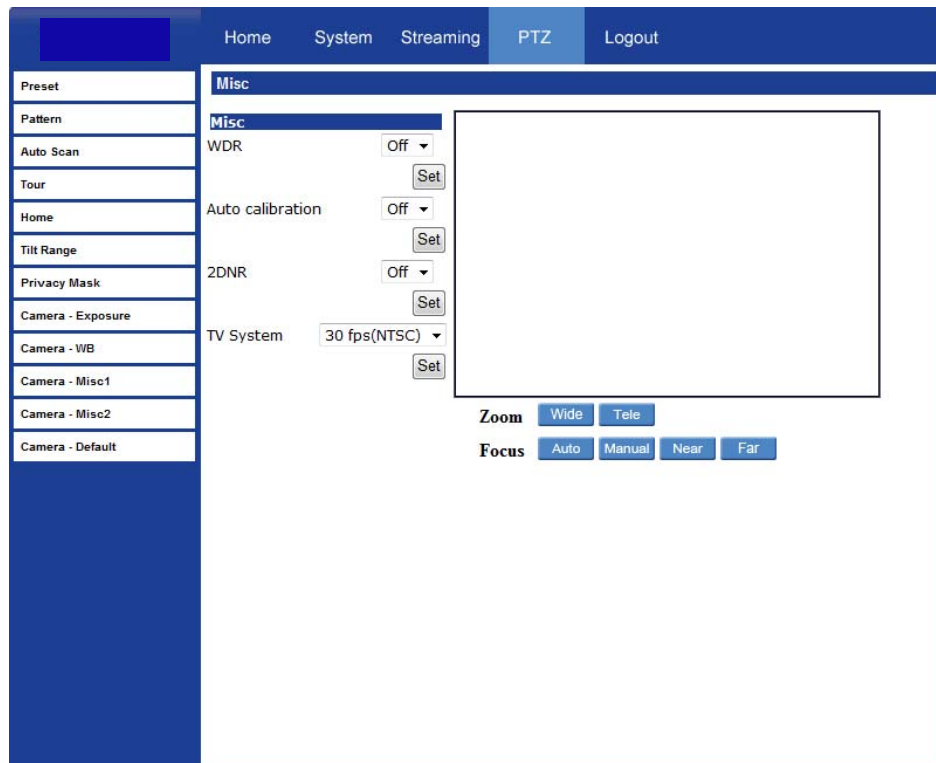 Home System Streaming PTZ Logout
Preset
Pattern
Auto Scan
Tour
Home
Tilt Range
Privacy Mask
Camera - Exposure
Camera - WB
Camera - Misc1
Camera - Misc2
Camera - Default
Misc
Misc
WDR Off
Set
Auto calibration Off
Set
2DNR Off
Set
TV System 30 fps(NTSC)
Set
Zoom Wide Tele
Focus Auto Manual Near Far